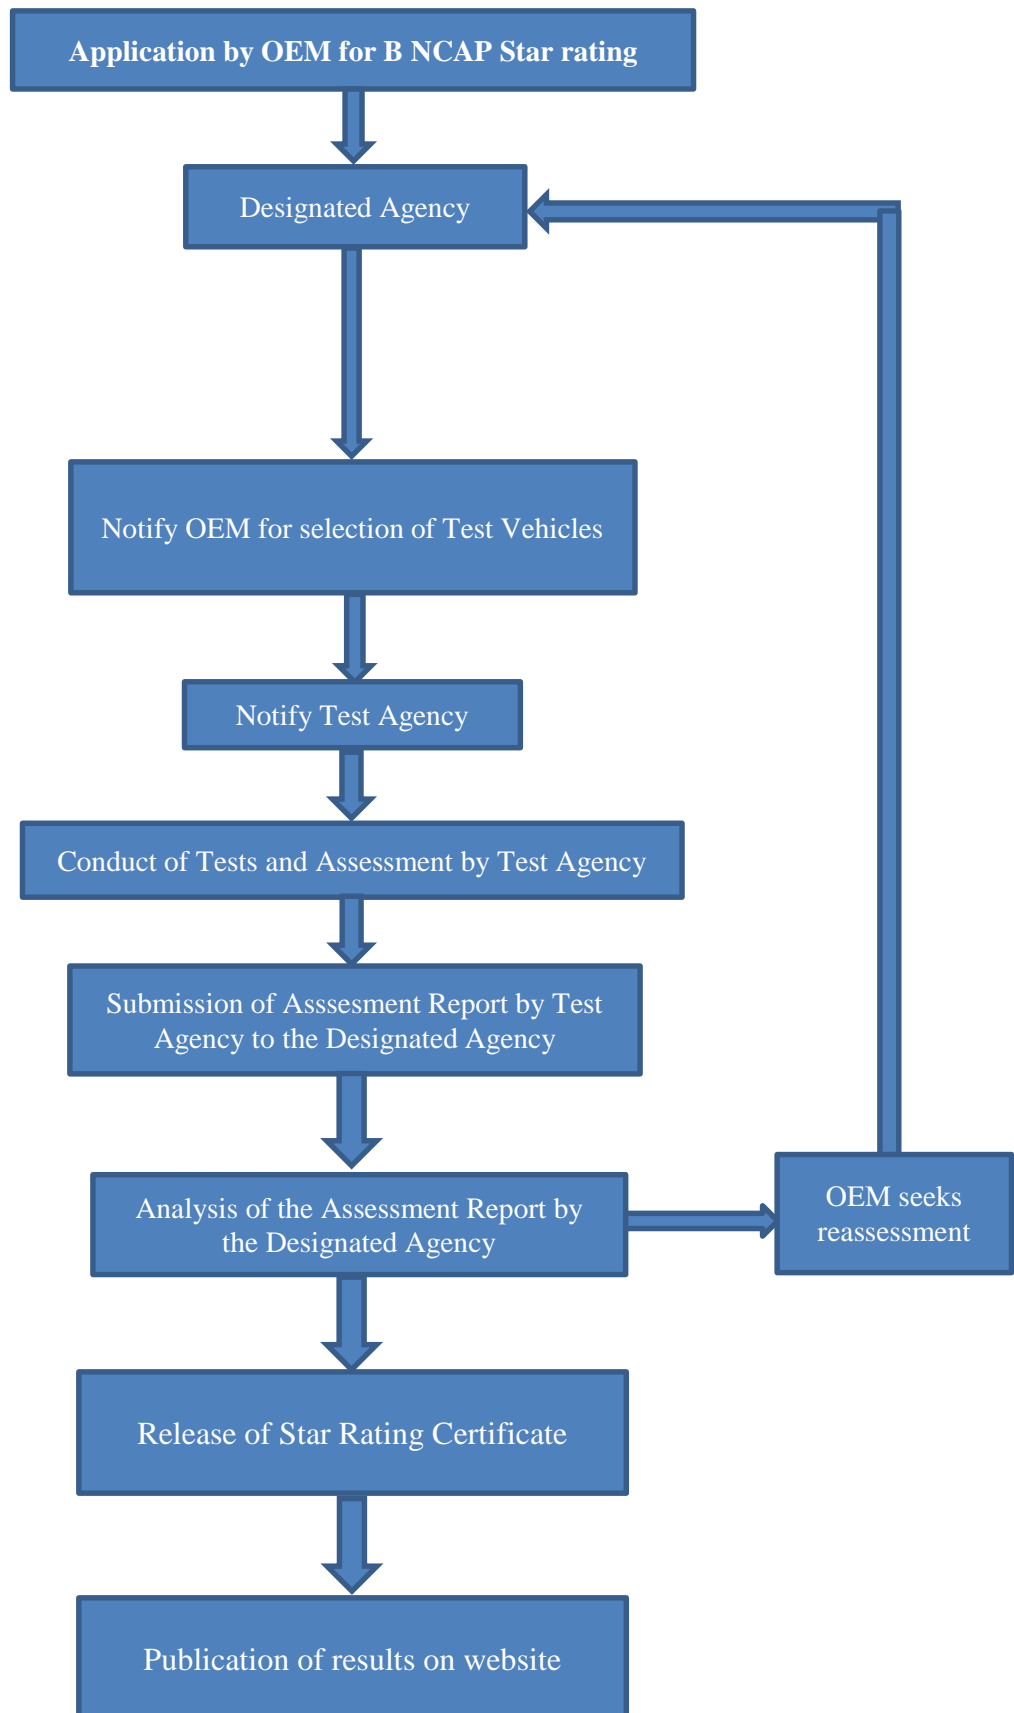 Application by OEM for B NCAP Star rating
Designated Agency
Notify OEM for selection of Test Vehicles
Notify Test Agency
Conduct of Tests and Assessment by Test Agency
Submission of Asssesment Report by Test
Agency to the Designated Agency
Analysis of the Assessment Report by
the Designated Agency
OEM seeks
reassessment
Release of Star Rating Certificate
Publication of results on website